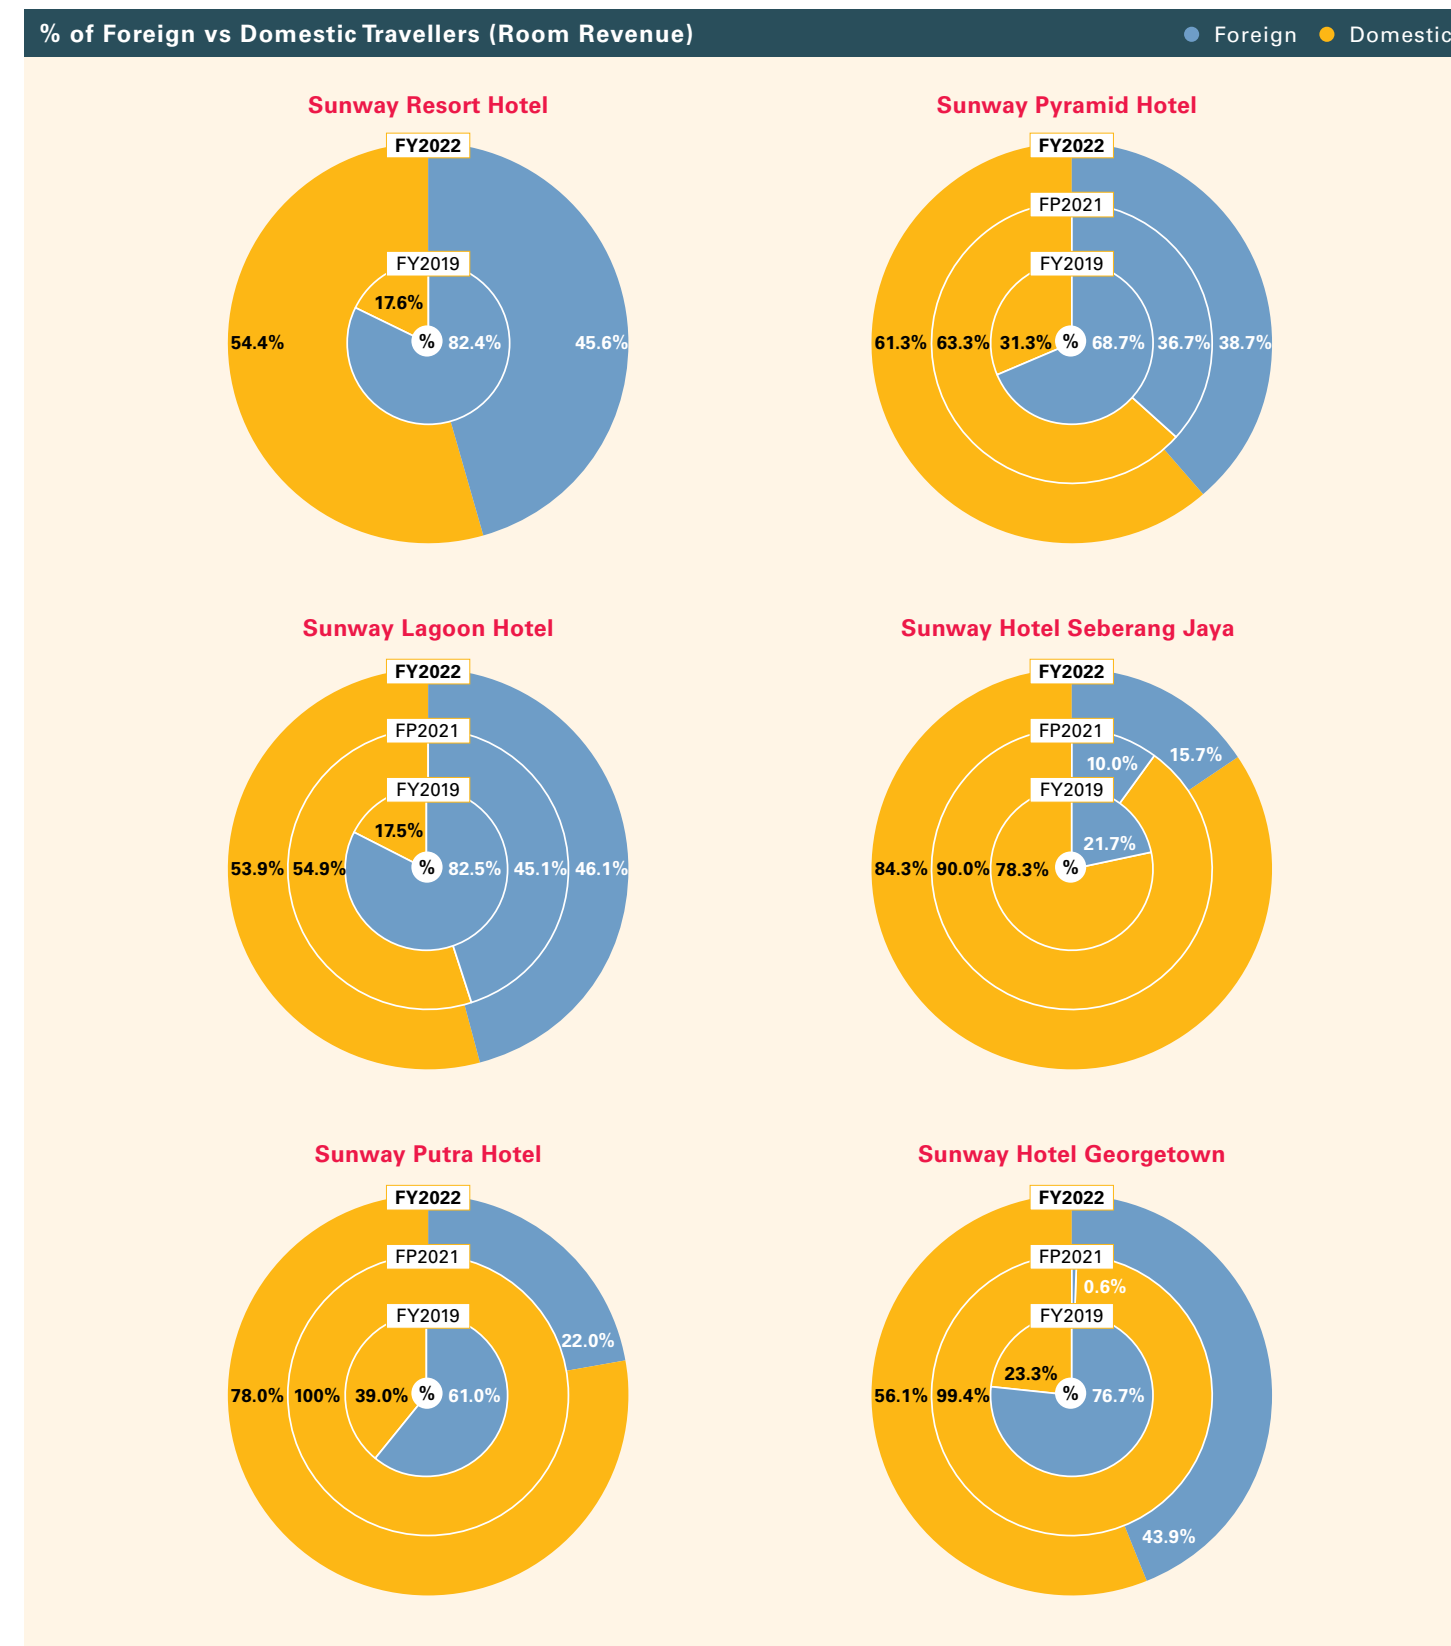 % of Foreign vs Domestic Travellers (Room Revenue)
Foreign Domestic
Sunway Resort Hotel
FY2022
FY2019
17.6%
54.4% % 82.4% 45.6%
Sunway Pyramid Hotel
FY2022
FP2021
FY2019
61.3% 63.3% 31.3% % 68.7% 36.7% 38.7%
Sunway Lagoon Hotel
FY2022
FP2021
FY2019
17.5%
53.9% 54.9% % 82.5% 45.1% 46.1%
Sunway Hotel Seberang Jaya
FY2022
FP2021
15.7%
10.0%
FY2019
21.7%
84.3% 90.0% 78.3% %
Sunway Putra Hotel
FY2022
FP2021
FY2019
22.0%
78.0% 100% 39.0% % 61.0%
Sunway Hotel Georgetown
FY2022
FP2021
0.6%
FY2019
23.3%
56.1% 99.4% % 76.7%
43.9%